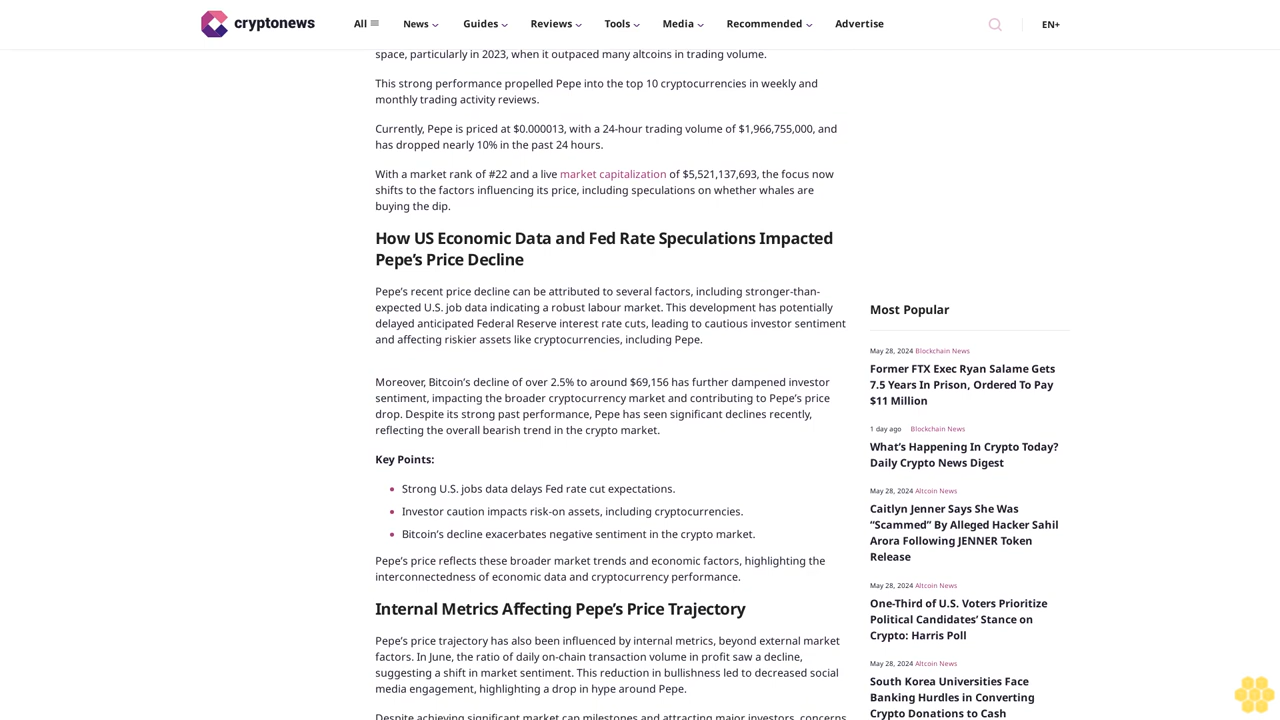 cryptonews
All
News
Guides
Reviews
Tools
Media
Recommended
Advertise
EN+
space, particularly in 2023, when it outpaced many altcoins in trading volume.
This strong performance propelled Pepe into the top 10 cryptocurrencies in weekly and
monthly trading activity reviews.
Currently, Pepe is priced at $0.000013, with a 24-hour trading volume of $1,966,755,000, and
has dropped nearly 10% in the past 24 hours.
With a market rank of #22 and a live market capitalization of $5,521,137,693, the focus now
shifts to the factors influencing its price, including speculations on whether whales are
buying the dip.
How US Economic Data and Fed Rate Speculations Impacted
Pepe’s Price Decline
Pepe’s recent price decline can be attributed to several factors, including stronger-than-
expected U.S. job data indicating a robust labour market. This development has potentially
delayed anticipated Federal Reserve interest rate cuts, leading to cautious investor sentiment
and affecting riskier assets like cryptocurrencies, including Pepe.
Moreover, Bitcoin’s decline of over 2.5% to around $69,156 has further dampened investor
sentiment, impacting the broader cryptocurrency market and contributing to Pepe’s price
drop. Despite its strong past performance, Pepe has seen significant declines recently,
reflecting the overall bearish trend in the crypto market.
Key Points:
Strong U.S. jobs data delays Fed rate cut expectations.
Investor caution impacts risk-on assets, including cryptocurrencies.
Bitcoin’s decline exacerbates negative sentiment in the crypto market.
Pepe’s price reflects these broader market trends and economic factors, highlighting the
interconnectedness of economic data and cryptocurrency performance.
Internal Metrics Affecting Pepe’s Price Trajectory
Pepe’s price trajectory has also been influenced by internal metrics, beyond external market
factors. In June, the ratio of daily on-chain transaction volume in profit saw a decline,
suggesting a shift in market sentiment. This reduction in bullishness led to decreased social
media engagement, highlighting a drop in hype around Pepe.
Despite achieving significant market cap milestones and attracting major investors, concerns
Most Popular
May 28, 2024 Blockchain News
Former FTX Exec Ryan Salame Gets
7.5 Years In Prison, Ordered To Pay
$11 Million
1 day ago Blockchain News
What’s Happening In Crypto Today?
Daily Crypto News Digest
May 28, 2024 Altcoin News
Caitlyn Jenner Says She Was
“Scammed” By Alleged Hacker Sahil
Arora Following JENNER Token
Release
May 28, 2024 Altcoin News
One-Third of U.S. Voters Prioritize
Political Candidates’ Stance on
Crypto: Harris Poll
May 28, 2024 Altcoin News
South Korea Universities Face
Banking Hurdles in Converting
Crypto Donations to Cash